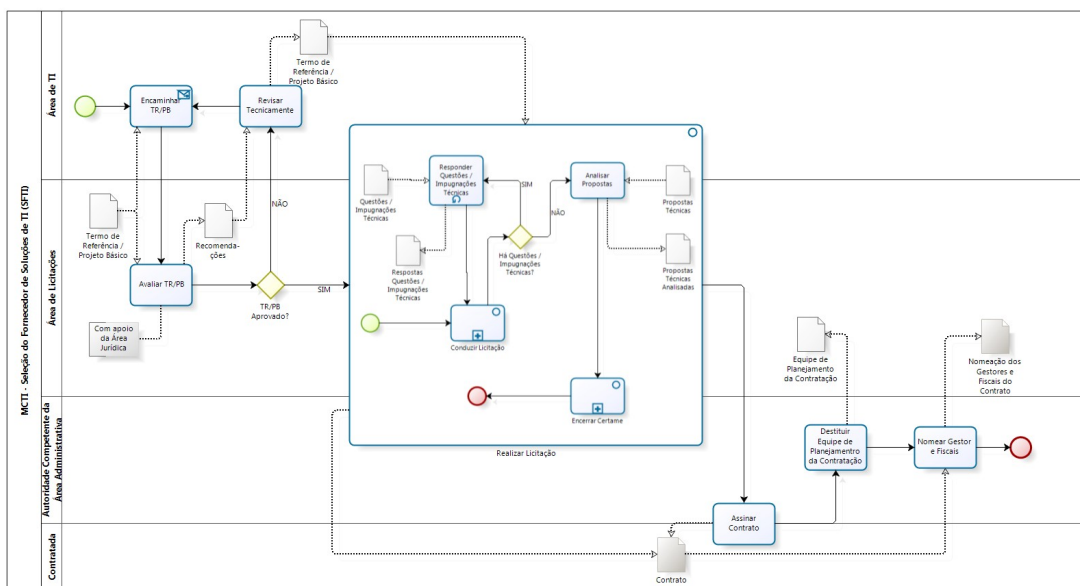 MCTI - Seleção do Fornecedor de Soluções de TI (SFTI)
Área de TI
Encaminhar
TR/PB
Revisar
Tecnicamente
Termo de
Referência /
Projeto Básico
Área de Licitações
Termo de
Referência /
Projeto Básico
Recomenda-
ções
NÃO
Avaliar TR/PB
TR/PB
Aprovado?
SIM
Com apoio
da Área
Jurídica
Questões /
Impugnações
Técnicas
Responder
Questões /
Impugnações
Técnicas
SIM
NÃO
Analisar
Propostas
Propostas
Técnicas
Respostas
Questões /
Impugnações
Técnicas
Há Questões /
Impugnações
Técnicas?
Propostas
Técnicas
Analisadas
Conduzir Licitação
Encerrar Certame
Realizar Licitação
Equipe de
Planejamento
da Contratação
Nomeação dos
Gestores e
Fiscais do
Contrato
Autoridade Competente da
Área Administrativa
Destituir
Equipe de
Planejamento
da Contratação
Nomear Gestor
e Fiscais
Assinar
Contrato
Contratada
Contrato